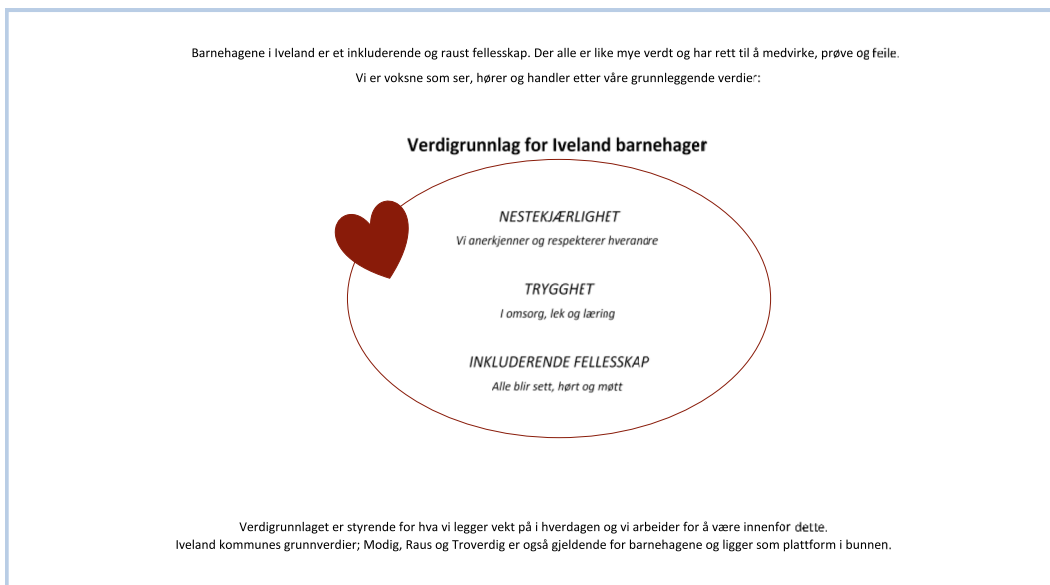 Barnehagene i Iveland er et inkluderende og raust fellesskap. Der alle er like mye verdt og har rett til å medvirke, prøve og feile.
Vi er voksne som ser, hører og handler etter våre grunnleggende verdier:
Verdigrunnlag for Iveland barnehager
NESTEKJÆRLIGHET
Vi anerkjenner og respekterer hverandre
TRYGGHET
I omsorg, lek og læring
INKLUDERENDE FELLESSKAP
Alle blir sett, hørt og møtt
Verdigrunnlaget er styrende for hva vi legger vekt på i hverdagen og vi arbeider for å være innenfor dette.
Iveland kommunes grunnverdier; Modig, Raus og Troverdig er også gjeldende for barnehagene og ligger som plattform i bunnen.